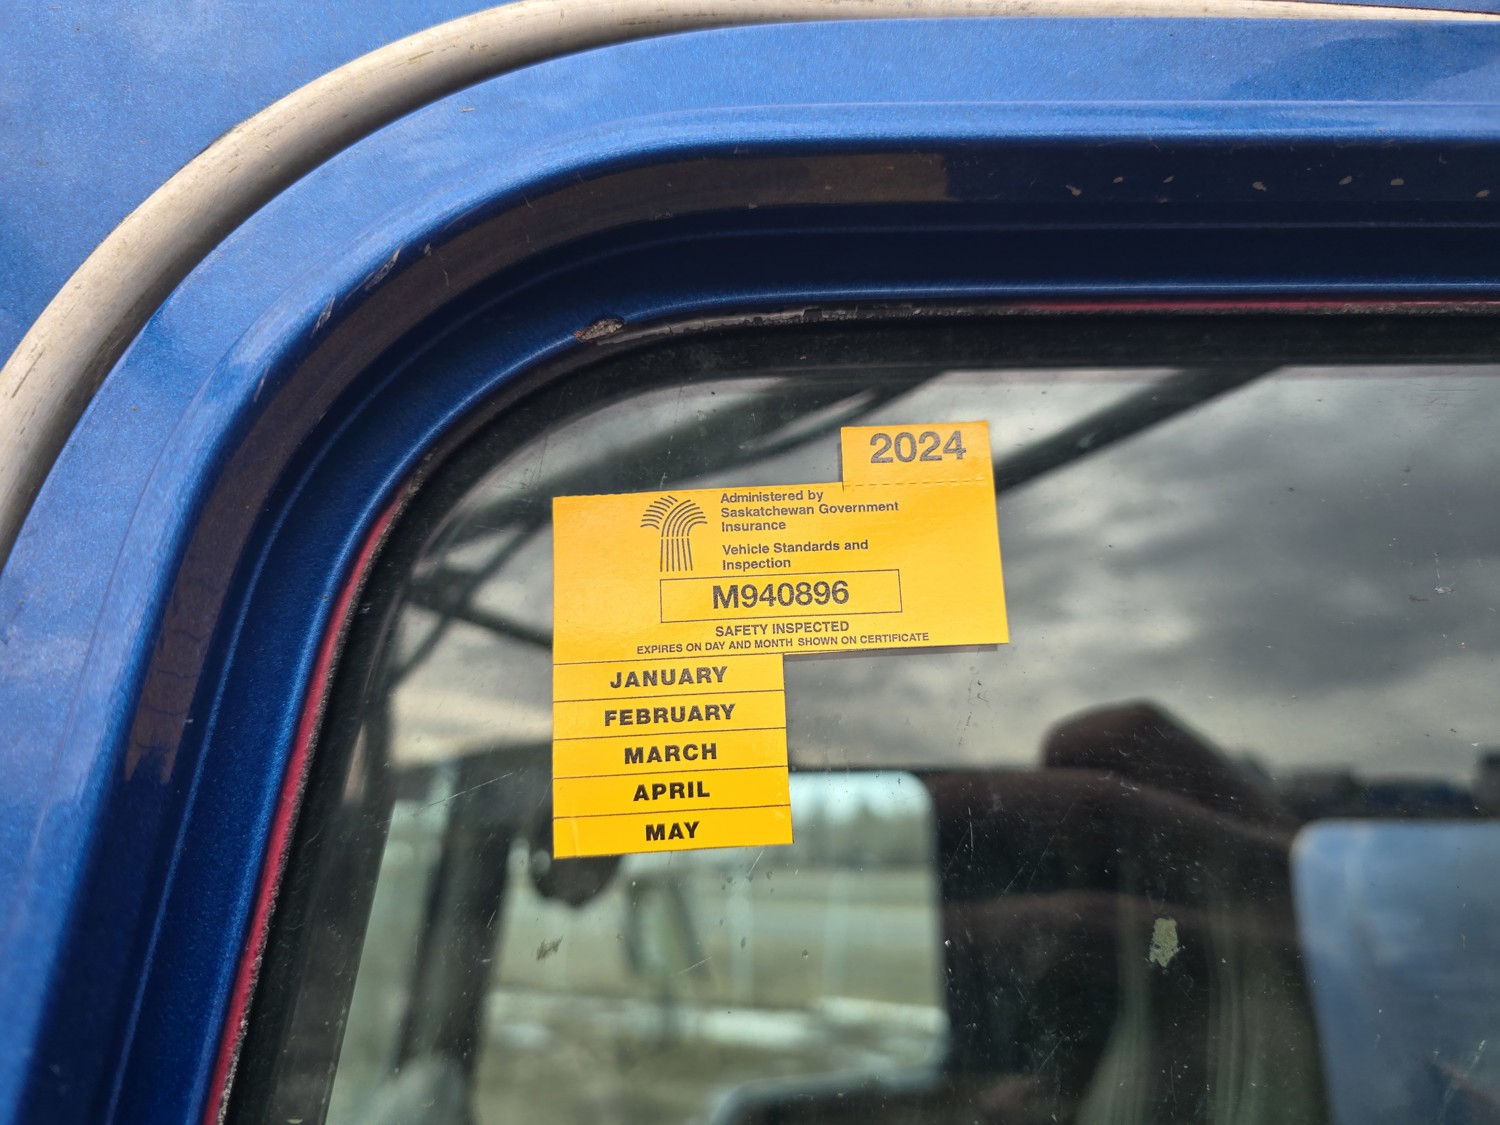 2024
Administered by
Saskatchewan Government
Insurance
Vehicle Standards and
Inspection
M940896
SAFETY INSPECTED
EXPIRES ON DAY AND MONTH SHOWN ON CERTIFICATE
JANUARY
FEBRUARY
MARCH
APRIL
MAY